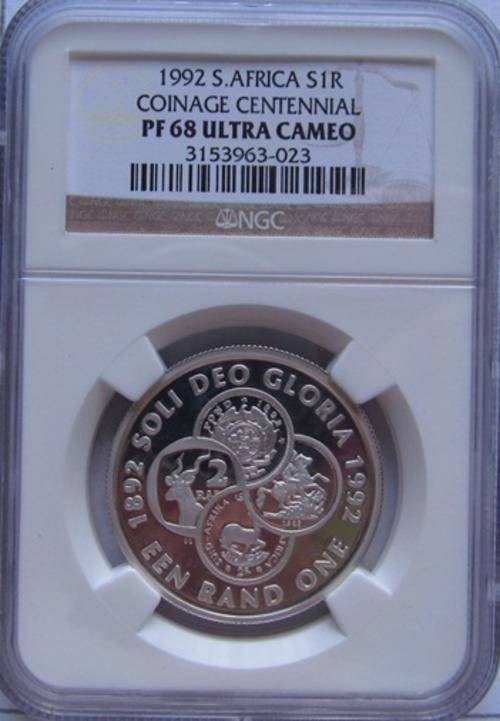 1992 S.AFRICA S1R
COINAGE CENTENNIAL
PF 68 ULTRA CAMEO
3153963-023
NGC
1892 SOLI DEO GLORIA 1992
EEN RAND ONE
2